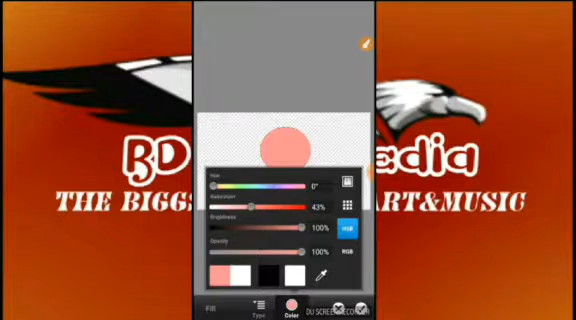 BD
edia
THE BIGGS
ART&MUSIC
Hue
0°
Saturation
43%
Brightness
100%
HSB
Opacity
100%
RGB
Fill
Type
Color
DU SCREEN RECORDER